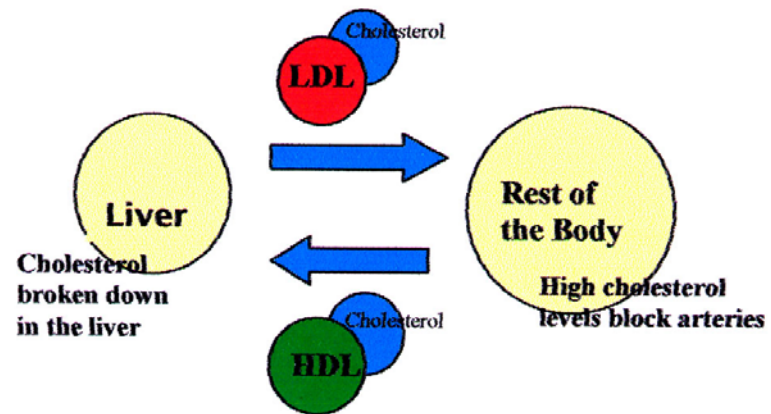 Cholesterol
LDL
Liver
Rest of
the Body
Cholesterol
broken down
in the liver
High cholesterol
levels block arteries
Cholesterol
HDL